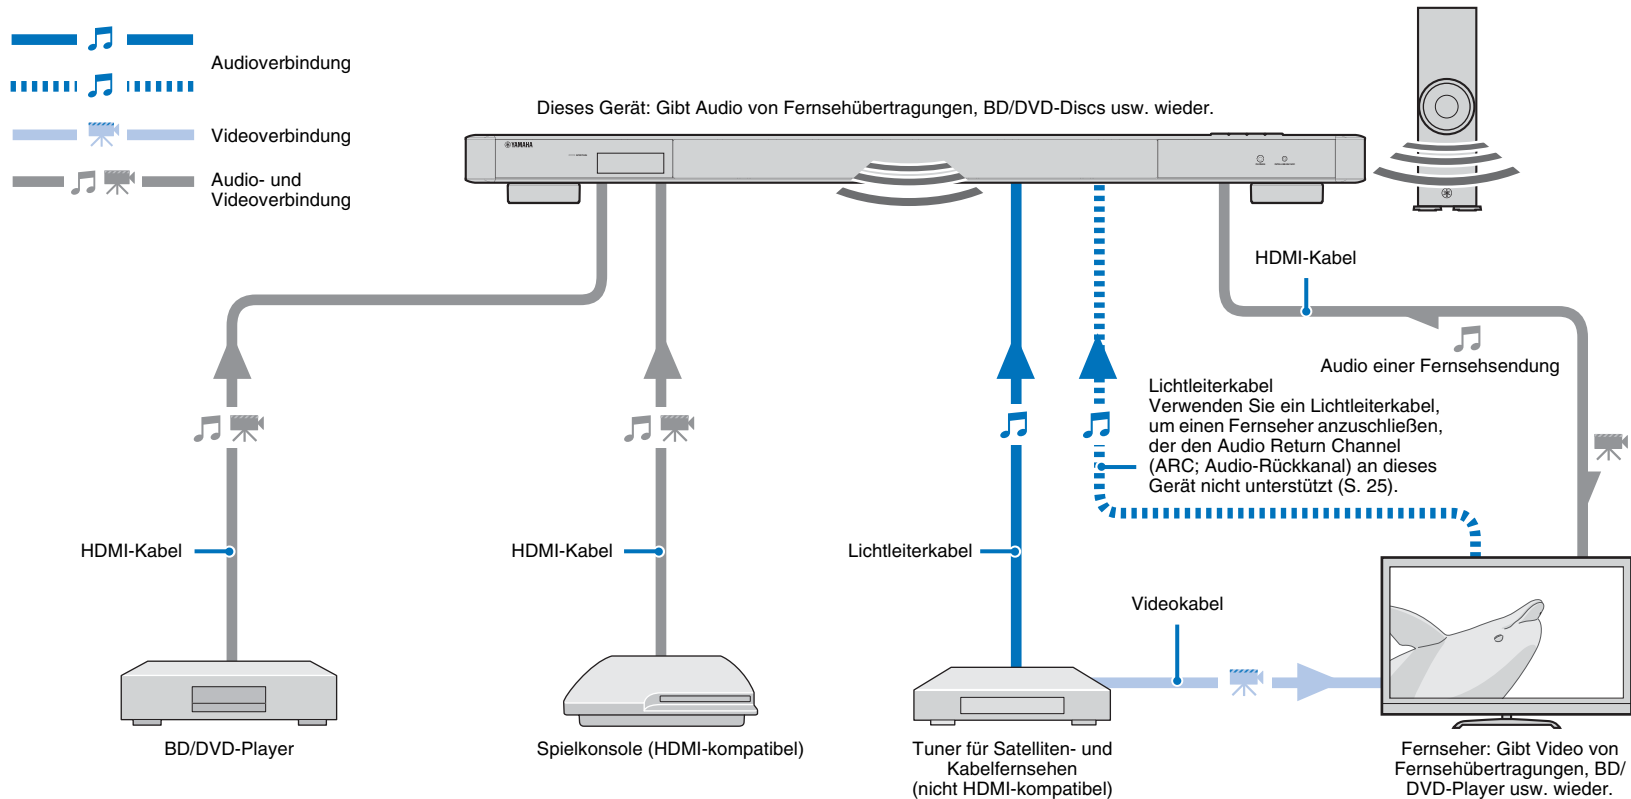 Audioverbindung
Videoverbindung
Audio- und
Videoverbindung
Dieses Gerät: Gibt Audio von Fernsehübertragungen, BD/DVD-Discs usw. wieder.
YAMAHA
HDMI-Kabel
Audio einer Fernsehsendung
Lichtleiterkabel
Verwenden Sie ein Lichtleiterkabel,
um einen Fernseher anzuschließen,
der den Audio Return Channel
(ARC; Audio-Rückkanal) an dieses
Gerät nicht unterstützt (S. 25).
HDMI-Kabel
HDMI-Kabel
Lichtleiterkabel
Videokabel
BD/DVD-Player
Spielkonsole (HDMI-kompatibel)
Tuner für Satelliten- und
Kabelfernsehen
(nicht HDMI-kompatibel)
Fernseher: Gibt Video von
Fernsehübertragungen, BD/
DVD-Player usw. wieder.